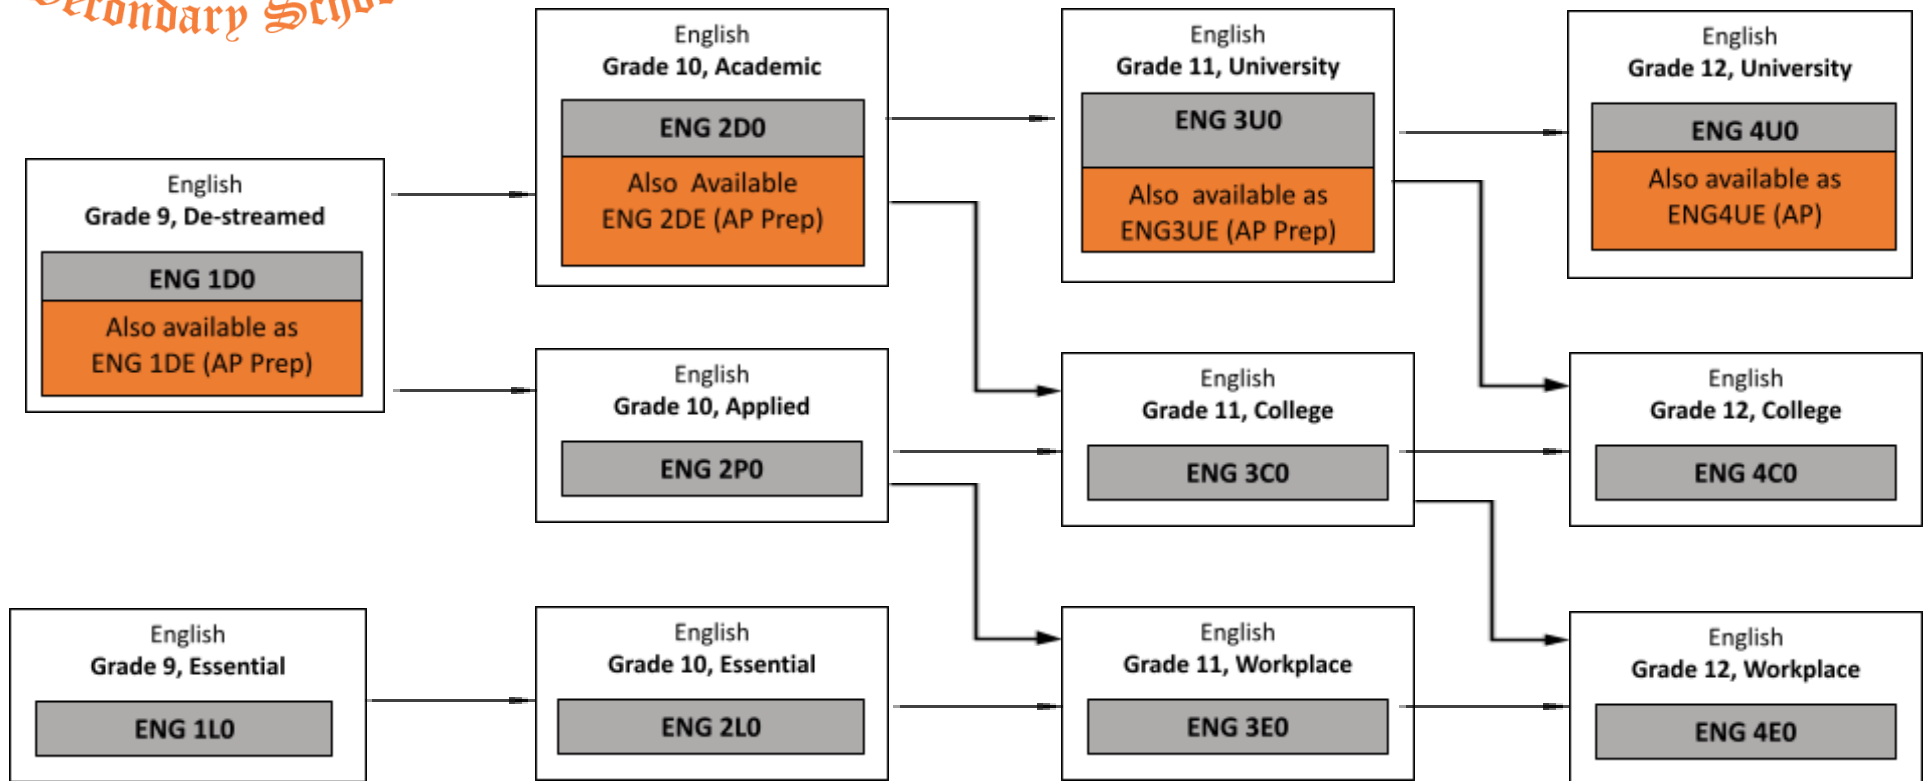 Secondary School
English
Grade 9, De-streamed
ENG 1D0
Also available as
ENG 1DE (AP Prep)
English
Grade 9, Essential
ENG 1L0
English
Grade 10, Academic
ENG 2D0
Also Available
ENG 2DE (AP Prep)
English
Grade 10, Applied
ENG 2P0
English
Grade 10, Essential
ENG 2L0
English
Grade 11, University
ENG 3U0
Also available as
ENG3UE (AP Prep)
English
Grade 11, College
ENG 3C0
English
Grade 11, Workplace
ENG 3E0
English
Grade 12, University
ENG 4U0
Also available as
ENG4UE (AP)
English
Grade 12, College
ENG 4C0
English
Grade 12, Workplace
ENG 4E0